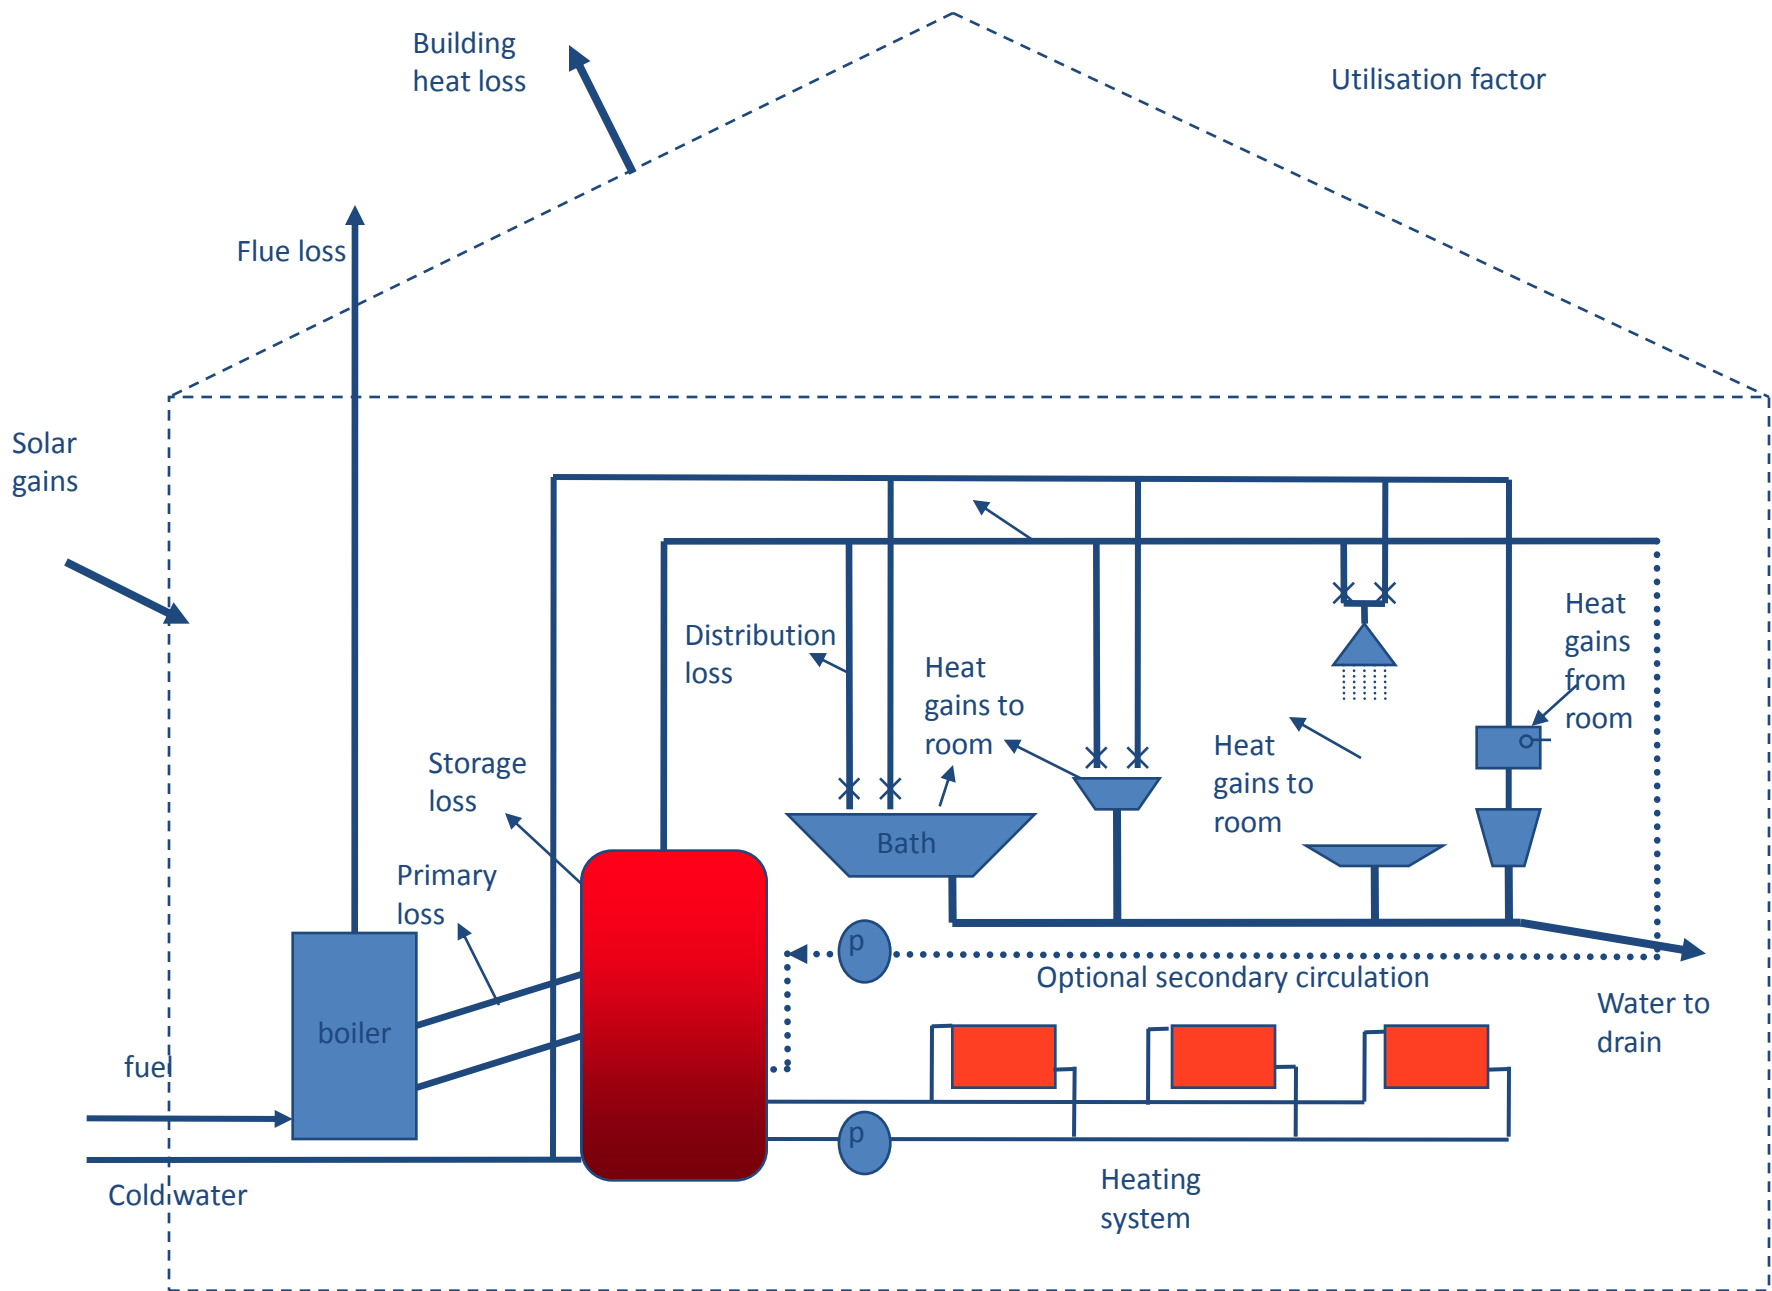 Building
heat loss
Utilisation factor
Flue loss
Solar
gains
Distribution
loss
Heat
gains to
room
Heat
gains
from
room
Heat
gains to
room
Storage
loss
Bath
Primary
loss
p
Optional secondary circulation
Water to
drain
boiler
fuel
p
Cold water
Heating
system